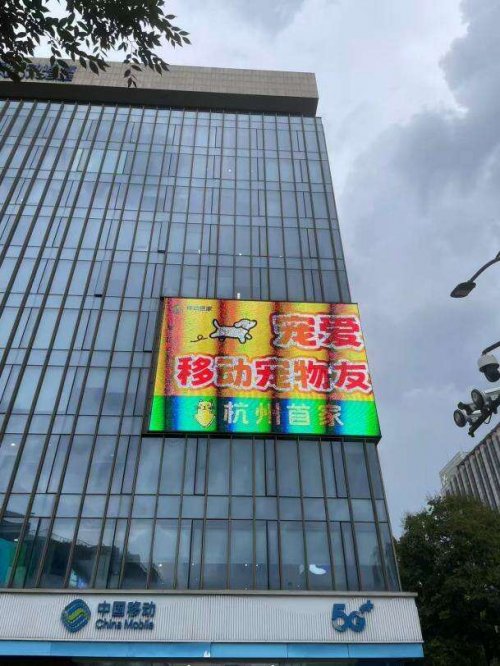 宠爱
移动宠物友
杭州首家
中国移动
China Mobile
5G++